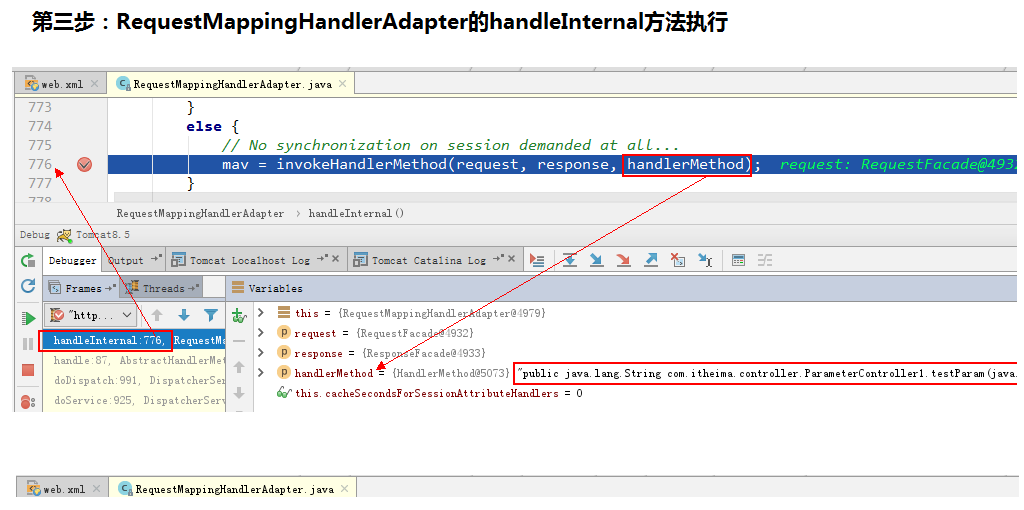 第三步：RequestMappingHandlerAdapter的handleInternal方法执行
web.xml RequestMappingHandlerAdapter.java
773 }
774 else {
775 // No synchronization on session demanded at all...
776 mav = invokeHandlerMethod(request, response, handlerMethod); request: RequestFacade@4932
777 }
778
RequestMappingHandlerAdapter handleInternal()
Debug Tomcat8.5
Debugger Output Tomcat Localhost Log Tomcat Catalina Log
Frames Threads Variables
"http...
this = {RequestMappingHandlerAdapter@4979}
request = {RequestFacade@4932}
handleInternal:776, RequestMa
response = {ResponseFacade@4933}
handle:87, AbstractHandlerMet
handlerMethod = {HandlerMethod@5073} "public java.lang.String com.itheima.controller.ParameterController1.testParam(java.
doDispatch:991, DispatcherSer
this.cacheSecondsForSessionAttributeHandlers = 0
doService:925, DispatcherServ
web.xml RequestMappingHandlerAdapter.java